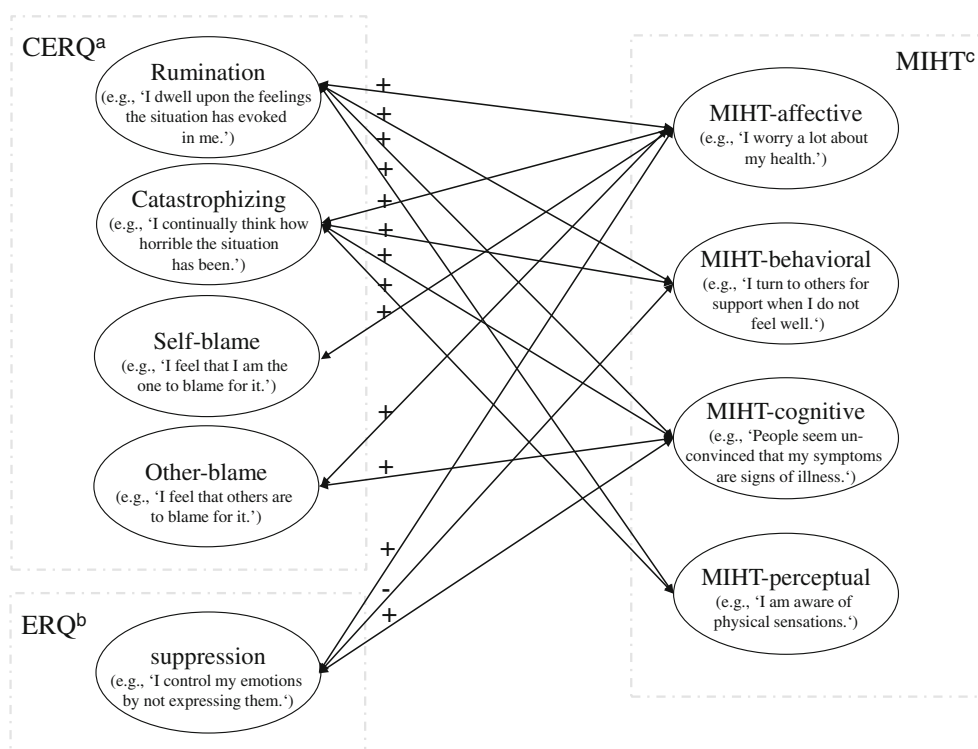 CERQa
Rumination
(e.g., ‘I dwell upon the feelings
the situation has evoked
in me.’)
Catastrophizing
(e.g., ‘I continually think how
horrible the situation
has been.’)
Self-blame
(e.g., ‘I feel that I am the
one to blame for it.’)
Other-blame
(e.g., ‘I feel that others are
to blame for it.’)
ERQb
suppression
(e.g., ‘I control my emotions
by not expressing them.‘)
+
+
+
+
+
+
+
+
+
+
+
+
-
+
MIHTc
MIHT-affective
(e.g., ‘I worry a lot about
my health.’)
MIHT-behavioral
(e.g., ‘I turn to others for
support when I do not
feel well.‘)
MIHT-cognitive
(e.g., ‘People seem un-
convinced that my symptoms
are signs of illness.‘)
MIHT-perceptual
(e.g., ‘I am aware of
physical sensations.‘)